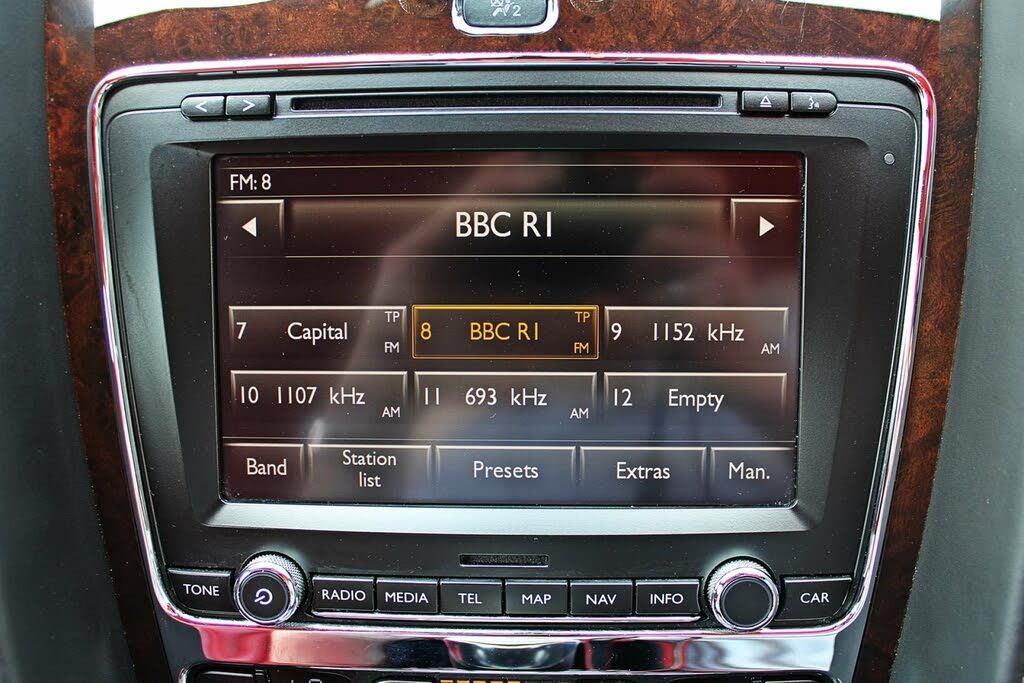 2
< >
FM: 8
BBC R1
7 Capital TP FM
8 BBC R1 TP FM
9 1152 kHz AM
10 1107 kHz AM
11 693 kHz AM
12 Empty
Band
Station
list
Presets
Extras
Man.
TONE
RADIO
MEDIA
TEL
MAP
NAV
INFO
CAR